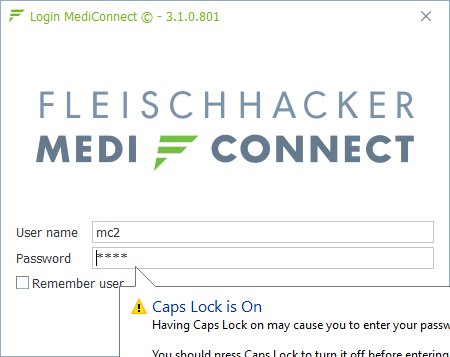 Login MediConnect © - 3.1.0.801
FLEISCHHACKER
MEDI CONNECT
User name mc2
Password ****
Remember user
Caps Lock is On
Having Caps Lock on may cause you to enter your passw
You should press Caps Lock to turn it off before entering